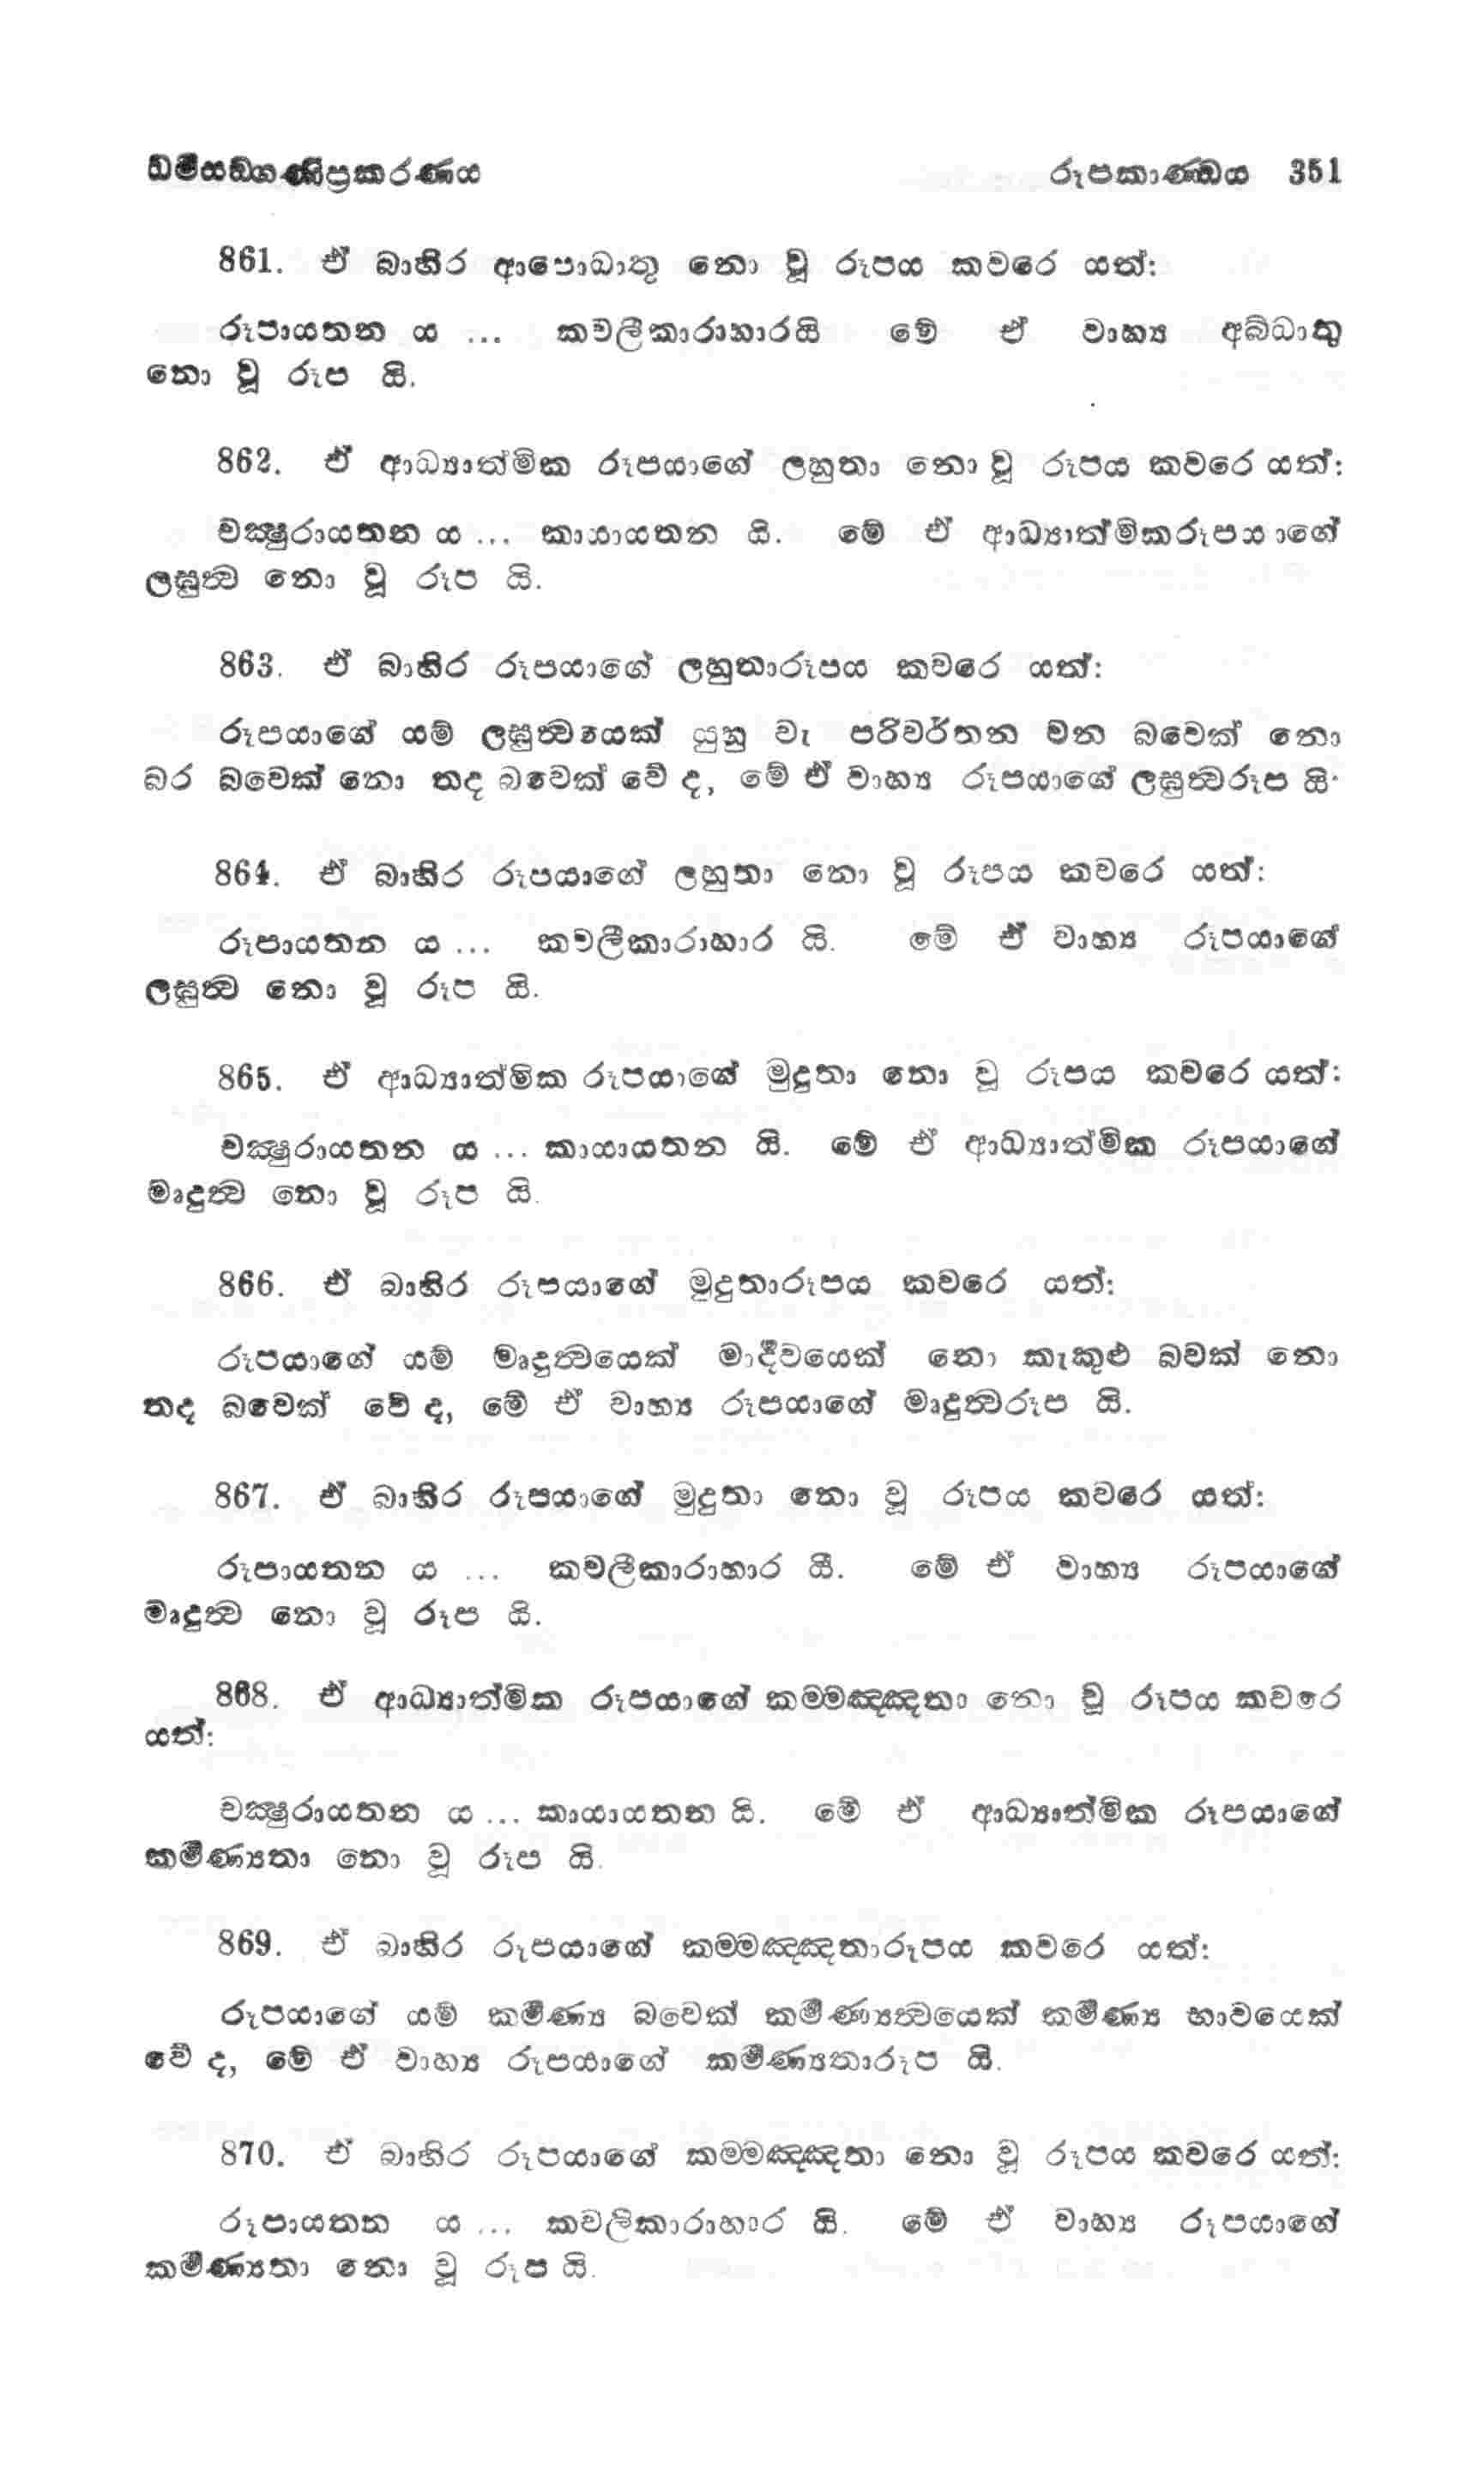 ධර්මසඞ්ගණිප්‍රකරණය රූපකාණ්ඩය 351
861. ඒ බාහිර ආපොධාතු නො වූ රූපය කවරෙ යත්:
රූපායතන ය ... කවලීකාරාහාරයි මේ ඒ වාහ්‍ය අබ්ධාතු
නො වූ රූප යි.
862. ඒ ආධ්‍යාත්මික රූපයාගේ ලහුතා නො වූ රූපය කවරෙ යත්:
චක්‍ෂුරායතන ය ... කායායතන යි. මේ ඒ ආධ්‍යාත්මිකරූපයාගේ
ලඝුත්‍ව නො වූ රූප යි.
863. ඒ බාහිර රූපයාගේ ලහුතාරූපය කවරෙ යත්:
රූපයාගේ යම් ලඝුත්‍වයෙක් යුහු වැ පරිවර්තන වන බවෙක් නො
බර බවෙක් නො තද බවෙක් වේ ද, මේ ඒ වාහ්‍ය රූපයාගේ ලඝුත්‍වරූප යි.
864. ඒ බාහිර රූපයාගේ ලහුතා නො වූ රූපය කවරෙ යත්:
රූපායතන ය ... කවලීකාරාහාර යි. මේ ඒ වාහ්‍ය රූපයාගේ
ලඝුත්‍ව නො වූ රූප යි.
865. ඒ ආධ්‍යාත්මික රූපයාගේ මුදුතා නො වූ රූපය කවරෙ යත්:
චක්‍ෂුරායතන ය ... කායායතන යි. මේ ඒ ආධ්‍යාත්මික රූපයාගේ
මෘදුත්‍ව නො වූ රූප යි.
866. ඒ බාහිර රූපයාගේ මුදුතාරූපය කවරෙ යත්:
රූපයාගේ යම් මෘදුත්‍වයෙක් මාර්දවයෙක් නො කැකුළු බවක් නො
තද බවෙක් වේ ද, මේ ඒ වාහ්‍ය රූපයාගේ මෘදුත්‍වරූප යි.
867. ඒ බාහිර රූපයාගේ මුදුතා නො වූ රූපය කවරෙ යත්:
රූපායතන ය ... කවලීකාරාහාර යී. මේ ඒ වාහ්‍ය රූපයාගේ
මෘදුත්‍ව නො වූ රූප යි.
868. ඒ ආධ්‍යාත්මික රූපයාගේ කම්මඤ්ඤතා නො වූ රූපය කවරෙ
යත්:
චක්‍ෂුරායතන ය ... කායායතන යි. මේ ඒ ආධ්‍යාත්මික රූපයාගේ
කර්මණ්‍යතා නො වූ රූප යි.
869. ඒ බාහිර රූපයාගේ කම්මඤ්ඤතාරූපය කවරෙ යත්:
රූපයාගේ යම් කර්මණ්‍ය බවෙක් කර්මණ්‍යත්‍වයෙක් කර්මණ්‍ය භාවයෙක්
වේ ද, මේ ඒ වාහ්‍ය රූපයාගේ කර්මණ්‍යතාරූප යි.
870. ඒ බාහිර රූපයාගේ කම්මඤ්ඤතා නො වූ රූපය කවරෙ යත්:
රූපායතන ය ... කවලිකාරාහාර යි. මේ ඒ වාහ්‍ය රූපයාගේ
කර්මණ්‍යතා නො වූ රූප යි.